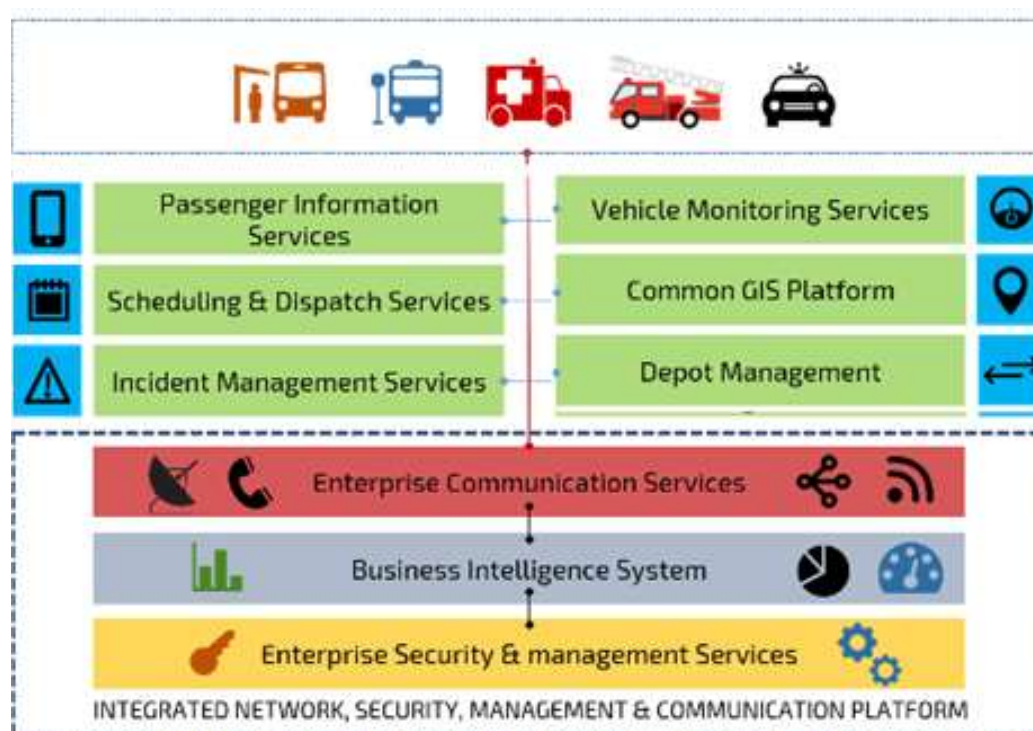 Passenger Information
Services
Vehicle Monitoring Services
Scheduling & Dispatch Services
Common GIS Platform
Incident Management Services
Depot Management
Enterprise Communication Services
Business Intelligence System
Enterprise Security & management Services
INTEGRATED NETWORK, SECURITY, MANAGEMENT & COMMUNICATION PLATFORM